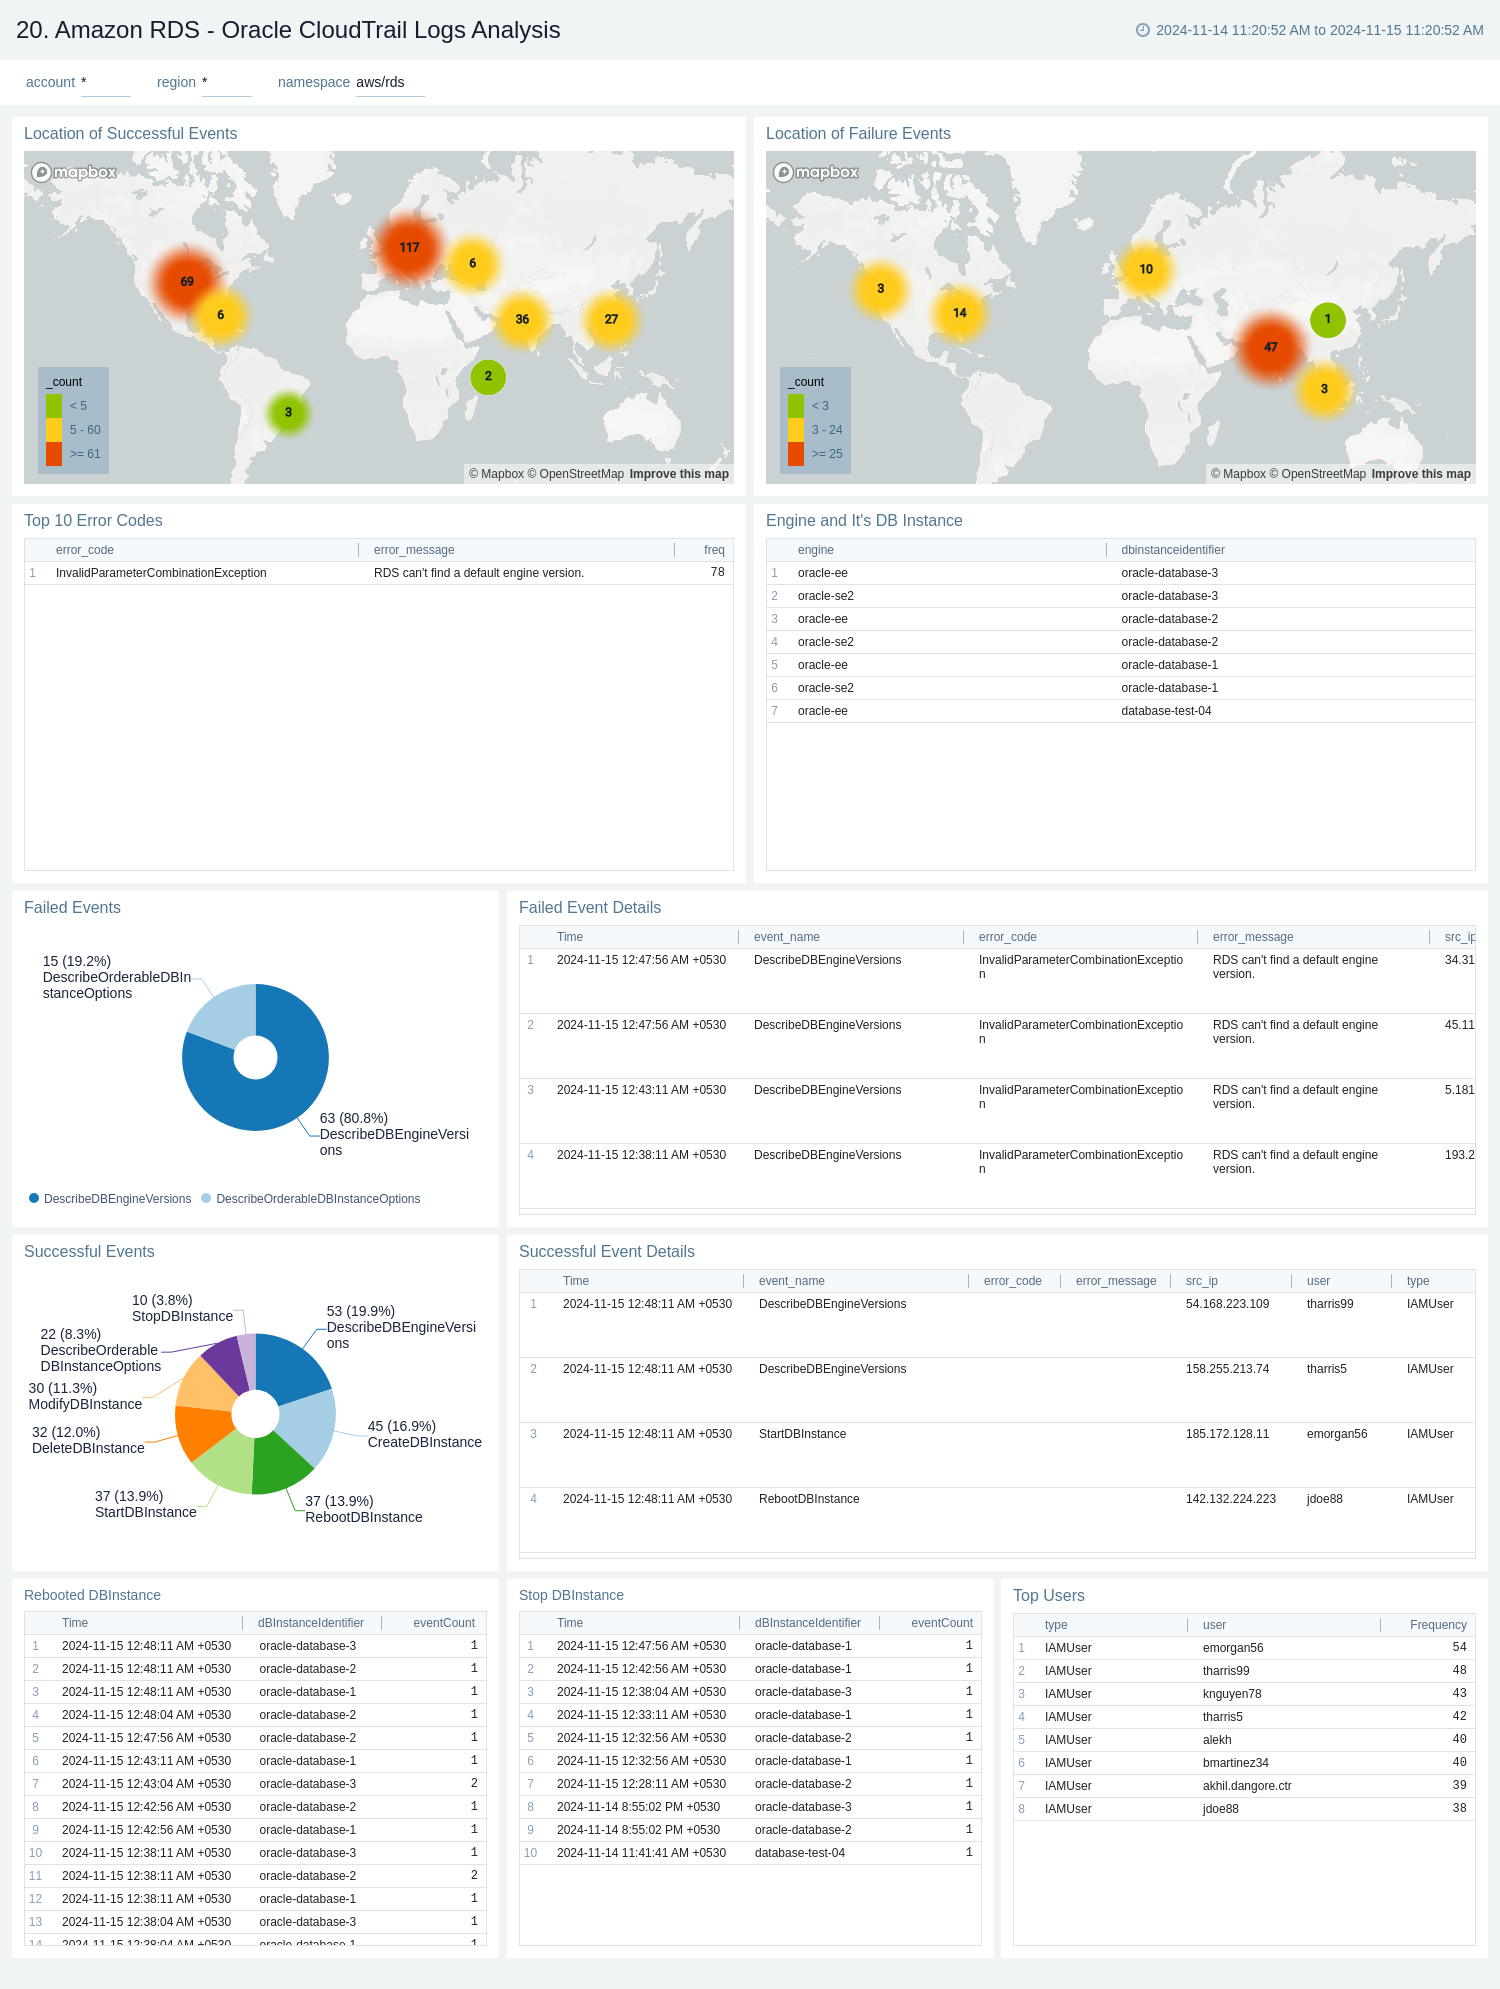 20. Amazon RDS - Oracle CloudTrail Logs Analysis
2024-11-14 11:20:52 AM to 2024-11-15 11:20:52 AM
account * region * namespace aws/rds
Location of Successful Events
mapbox
117
69
6
6
36
27
2
3
_count
< 5
5 - 60
>= 61
© Mapbox © OpenStreetMap Improve this map
Location of Failure Events
mapbox
10
3
14
1
47
3
_count
< 3
3 - 24
>= 25
© Mapbox © OpenStreetMap Improve this map
Top 10 Error Codes
error_code error_message freq
1 InvalidParameterCombinationException RDS can't find a default engine version. 78
Engine and It's DB Instance
engine dbinstanceidentifier
1 oracle-ee oracle-database-3
2 oracle-se2 oracle-database-3
3 oracle-ee oracle-database-2
4 oracle-se2 oracle-database-2
5 oracle-ee oracle-database-1
6 oracle-se2 oracle-database-1
7 oracle-ee database-test-04
Failed Events
15 (19.2%)
DescribeOrderableDBIn
stanceOptions
63 (80.8%)
DescribeDBEngineVersi
ons
DescribeDBEngineVersions DescribeOrderableDBInstanceOptions
Failed Event Details
Time event_name error_code error_message src_ip
1 2024-11-15 12:47:56 AM +0530 DescribeDBEngineVersions InvalidParameterCombinationExceptio RDS can't find a default engine 34.31
n version.
2 2024-11-15 12:47:56 AM +0530 DescribeDBEngineVersions InvalidParameterCombinationExceptio RDS can't find a default engine 45.11
n version.
3 2024-11-15 12:43:11 AM +0530 DescribeDBEngineVersions InvalidParameterCombinationExceptio RDS can't find a default engine 5.181
n version.
4 2024-11-15 12:38:11 AM +0530 DescribeDBEngineVersions InvalidParameterCombinationExceptio RDS can't find a default engine 193.2
n version.
Successful Events
10 (3.8%)
StopDBInstance
53 (19.9%)
DescribeDBEngineVersi
ons
22 (8.3%)
DescribeOrderable
DBInstanceOptions
30 (11.3%)
ModifyDBInstance
45 (16.9%)
CreateDBInstance
32 (12.0%)
DeleteDBInstance
37 (13.9%)
StartDBInstance
37 (13.9%)
RebootDBInstance
Successful Event Details
Time event_name error_code error_message src_ip user type
1 2024-11-15 12:48:11 AM +0530 DescribeDBEngineVersions 54.168.223.109 tharris99 IAMUser
2 2024-11-15 12:48:11 AM +0530 DescribeDBEngineVersions 158.255.213.74 tharris5 IAMUser
3 2024-11-15 12:48:11 AM +0530 StartDBInstance 185.172.128.11 emorgan56 IAMUser
4 2024-11-15 12:48:11 AM +0530 RebootDBInstance 142.132.224.223 jdoe88 IAMUser
Rebooted DBInstance
Time dBInstanceIdentifier eventCount
1 2024-11-15 12:48:11 AM +0530 oracle-database-3 1
2 2024-11-15 12:48:11 AM +0530 oracle-database-2 1
3 2024-11-15 12:48:11 AM +0530 oracle-database-1 1
4 2024-11-15 12:48:04 AM +0530 oracle-database-2 1
5 2024-11-15 12:47:56 AM +0530 oracle-database-2 1
6 2024-11-15 12:43:11 AM +0530 oracle-database-1 1
7 2024-11-15 12:43:04 AM +0530 oracle-database-3 2
8 2024-11-15 12:42:56 AM +0530 oracle-database-2 1
9 2024-11-15 12:42:56 AM +0530 oracle-database-1 1
10 2024-11-15 12:38:11 AM +0530 oracle-database-3 1
11 2024-11-15 12:38:11 AM +0530 oracle-database-2 2
12 2024-11-15 12:38:11 AM +0530 oracle-database-1 1
13 2024-11-15 12:38:04 AM +0530 oracle-database-3 1
14 2024-11-15 12:38:04 AM +0530 oracle-database-1 1
Stop DBInstance
Time dBInstanceIdentifier eventCount
1 2024-11-15 12:47:56 AM +0530 oracle-database-1 1
2 2024-11-15 12:42:56 AM +0530 oracle-database-1 1
3 2024-11-15 12:38:04 AM +0530 oracle-database-3 1
4 2024-11-15 12:33:11 AM +0530 oracle-database-1 1
5 2024-11-15 12:32:56 AM +0530 oracle-database-2 1
6 2024-11-15 12:32:56 AM +0530 oracle-database-1 1
7 2024-11-15 12:28:11 AM +0530 oracle-database-2 1
8 2024-11-14 8:55:02 PM +0530 oracle-database-3 1
9 2024-11-14 8:55:02 PM +0530 oracle-database-2 1
10 2024-11-14 11:41:41 AM +0530 database-test-04 1
Top Users
type user Frequency
1 IAMUser emorgan56 54
2 IAMUser tharris99 48
3 IAMUser knguyen78 43
4 IAMUser tharris5 42
5 IAMUser alekh 40
6 IAMUser bmartinez34 40
7 IAMUser akhil.dangore.ctr 39
8 IAMUser jdoe88 38